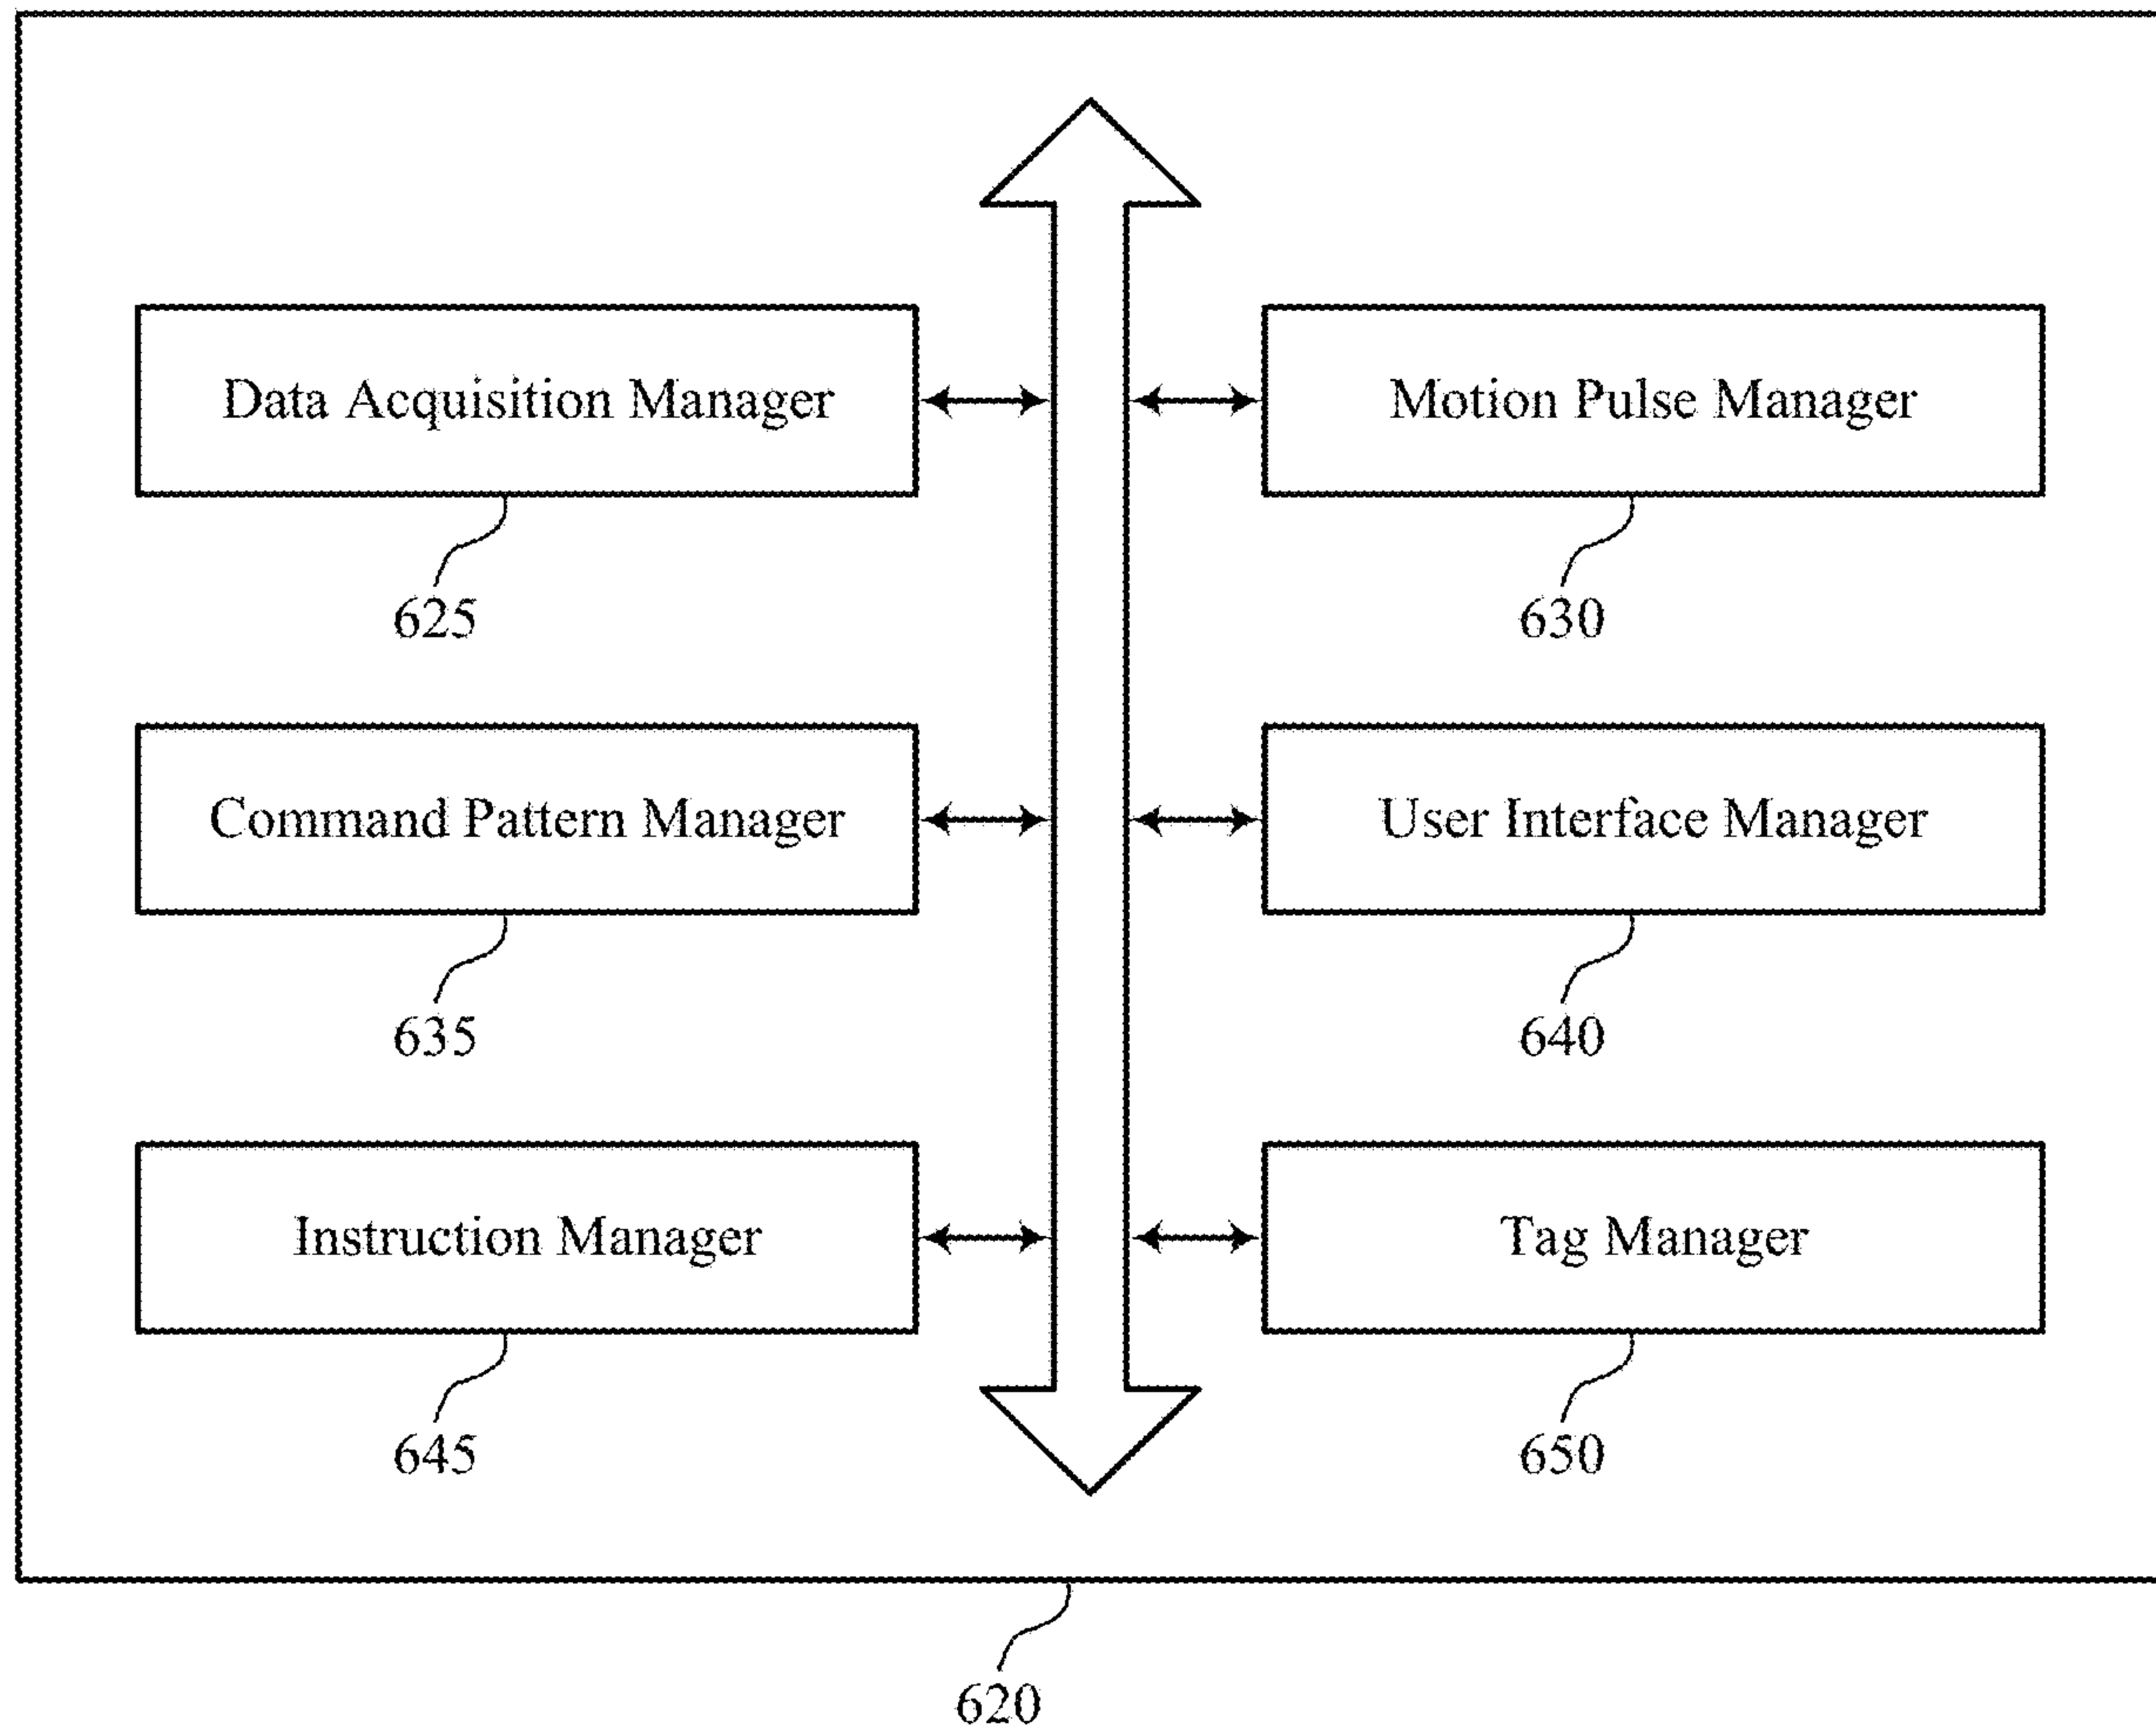 Data Acquisition Manager
Motion Pulse Manager
625
630
Command Pattern Manager
User Interface Manager
635
640
Instruction Manager
Tag Manager
645
650
620